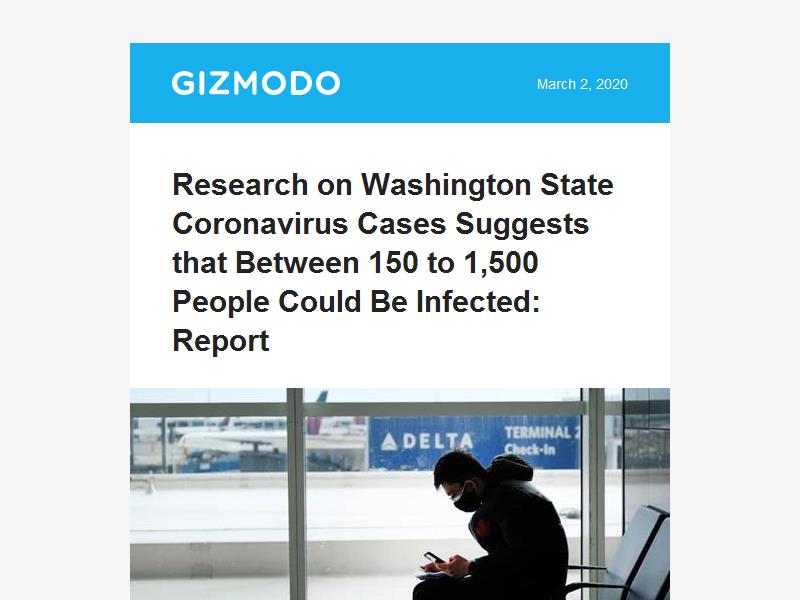 GIZMODO
March 2, 2020
Research on Washington State
Coronavirus Cases Suggests
that Between 150 to 1,500
People Could Be Infected:
Report
DELTA
TERMINAL 2
Check-In